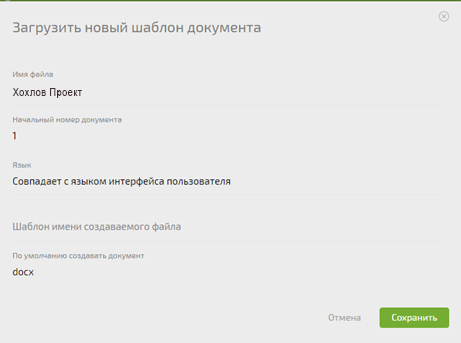 Загрузить новый шаблон документа
Имя файла
Хохлов Проект
Начальный номер документа
1
Язык
Совпадает с языком интерфейса пользователя
Шаблон имени создаваемого файла
По умолчанию создавать документ
docx
Отмена
Сохранить